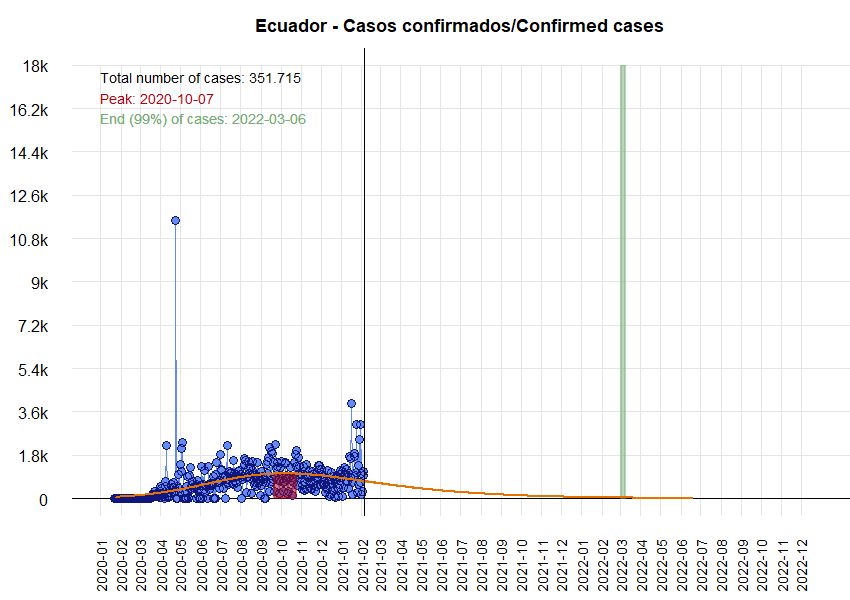 Ecuador - Casos confirmados/Confirmed cases
18k
Total number of cases: 351.715
Peak: 2020-10-07
16.2k
End (99%) of cases: 2022-03-06
14.4k
12.6k
10.8k
9k
7.2k
5.4k
3.6k
1.8k
0
2020-01
2020-02
2020-03
2020-04
2020-05
2020-06
2020-07
2020-08
2020-09
2020-10
2020-11
2020-12
2021-01
2021-02
2021-03
2021-04
2021-05
2021-06
2021-07
2021-08
2021-09
2021-10
2021-11
2021-12
2022-01
2022-02
2022-03
2022-04
2022-05
2022-06
2022-07
2022-08
2022-09
2022-10
2022-11
2022-12